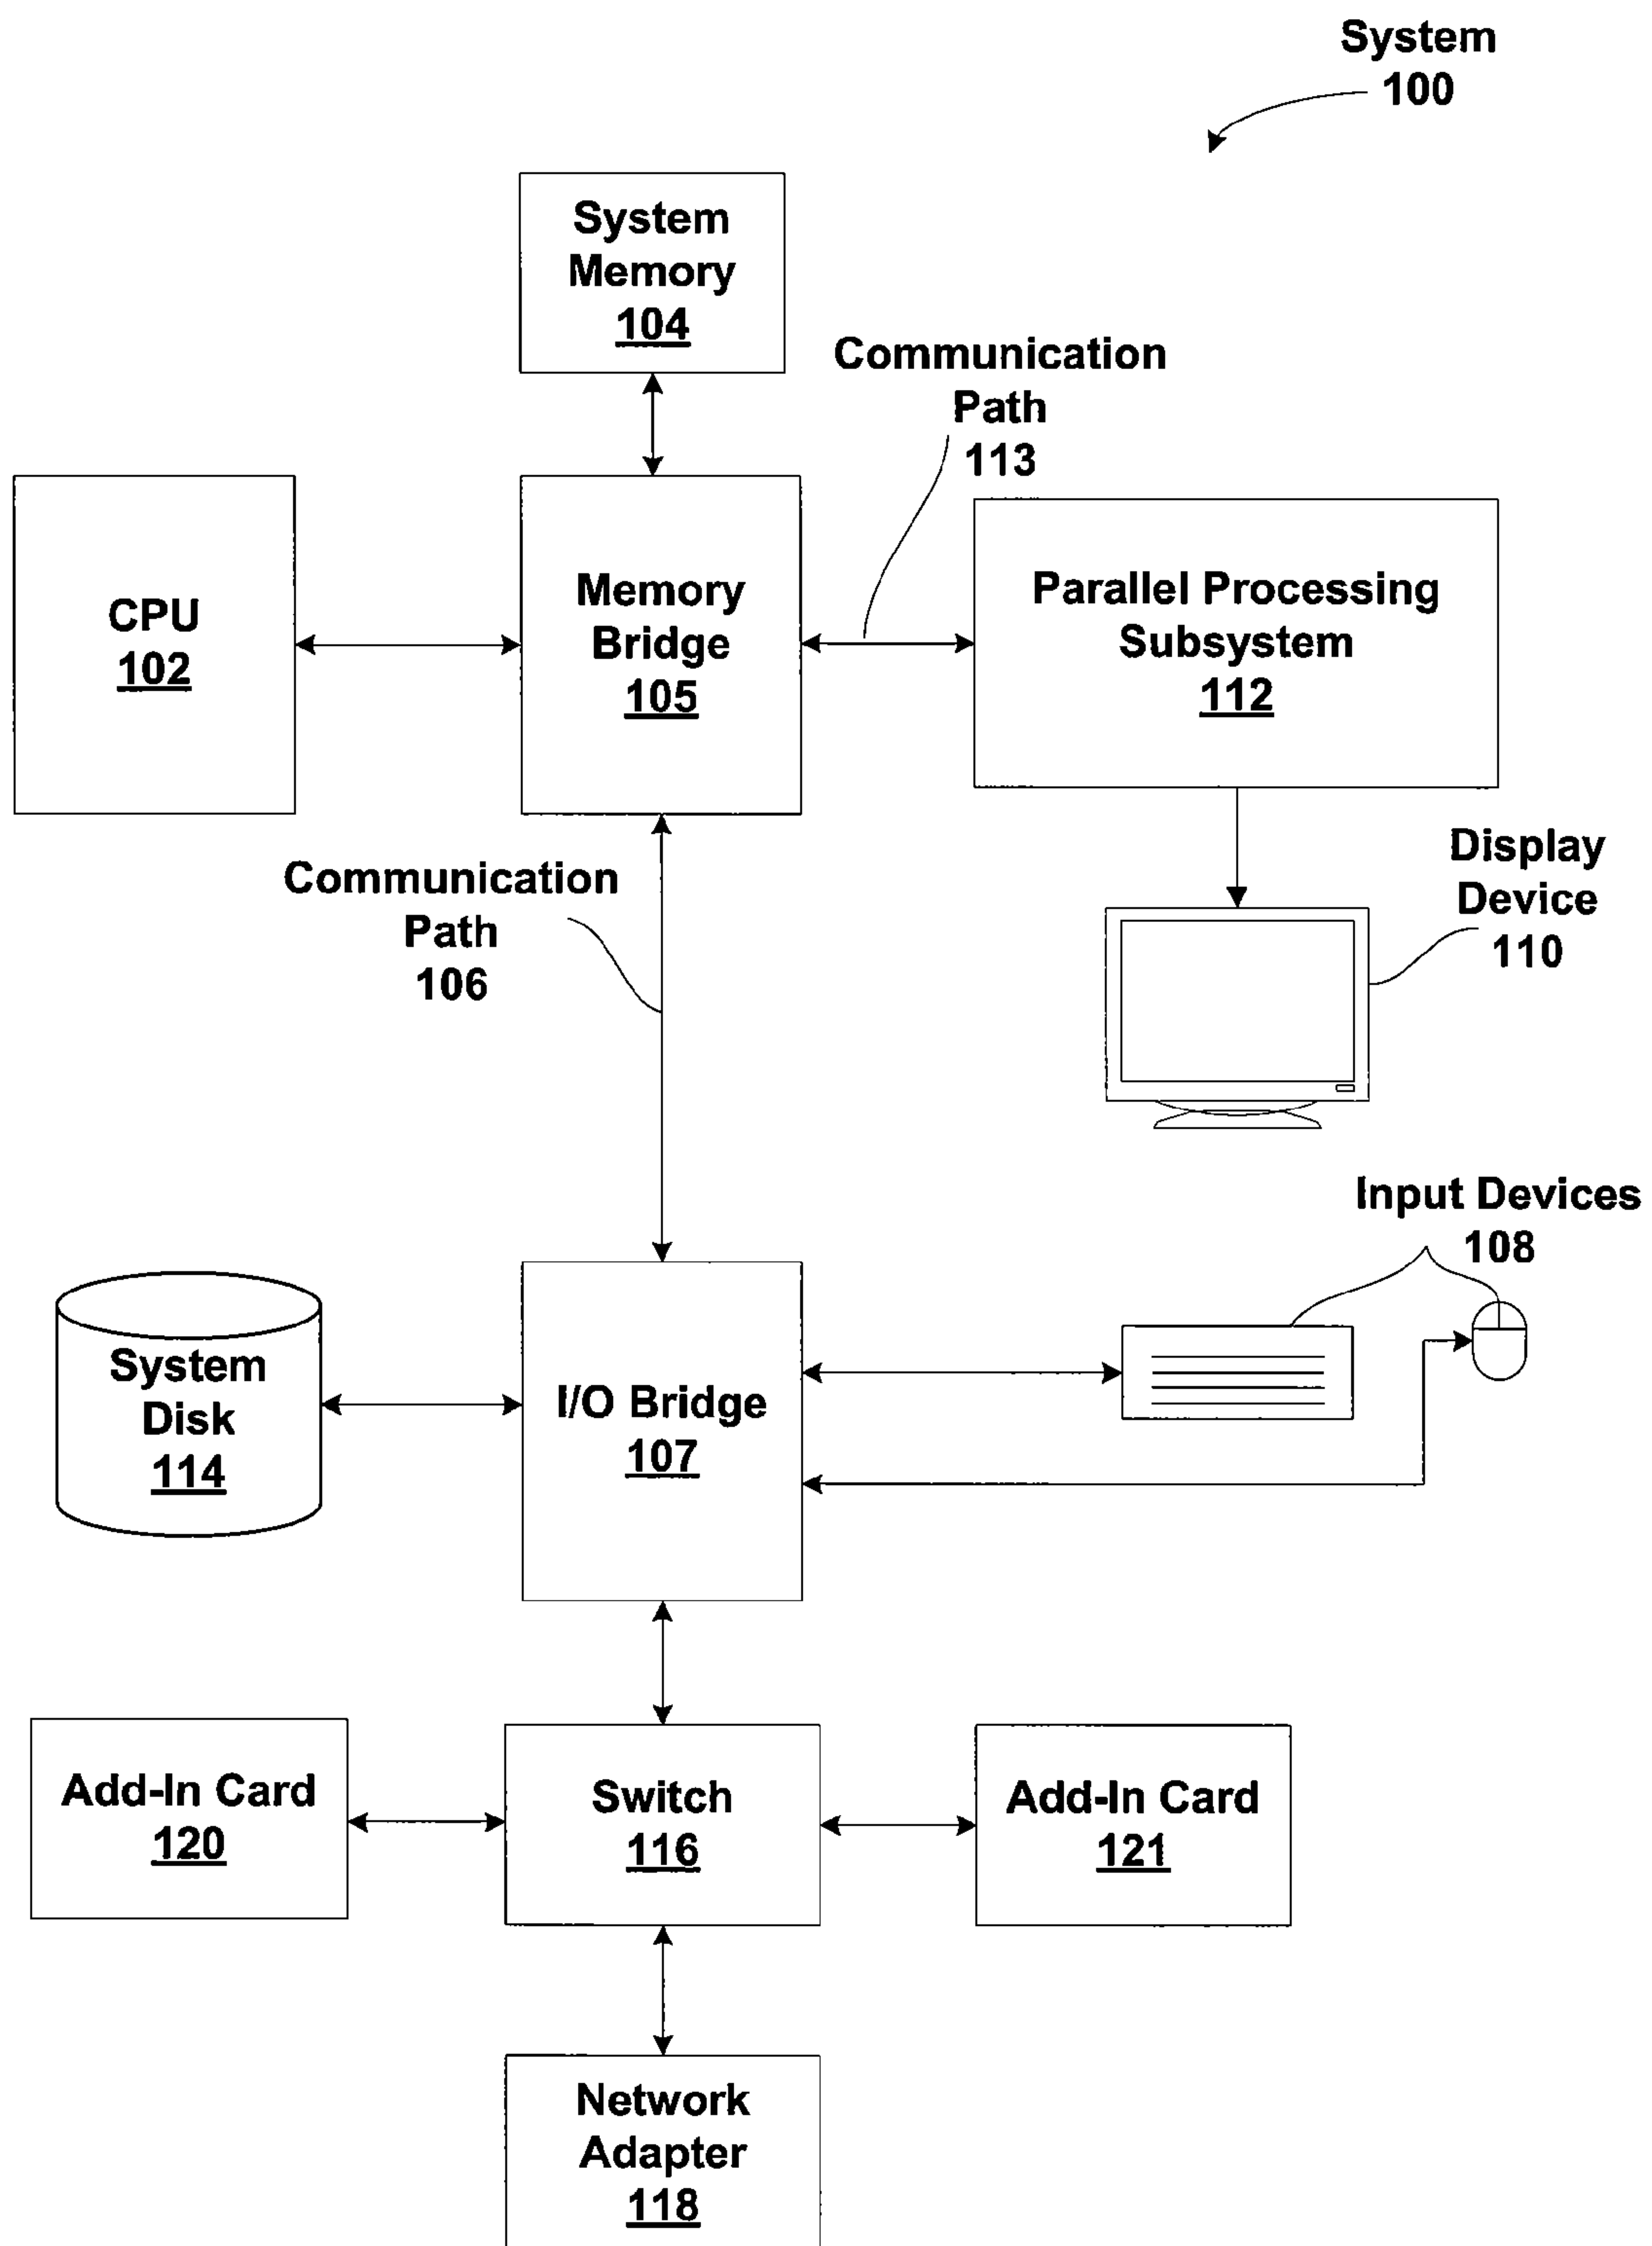 System
100
System
Memory
104
Communication
Path
113
CPU
102
Memory
Bridge
105
Parallel Processing
Subsystem
112
Communication
Path
106
Display
Device
110
Input Devices
108
System
Disk
114
I/O Bridge
107
Add-In Card
120
Switch
116
Add-In Card
121
Network
Adapter
118